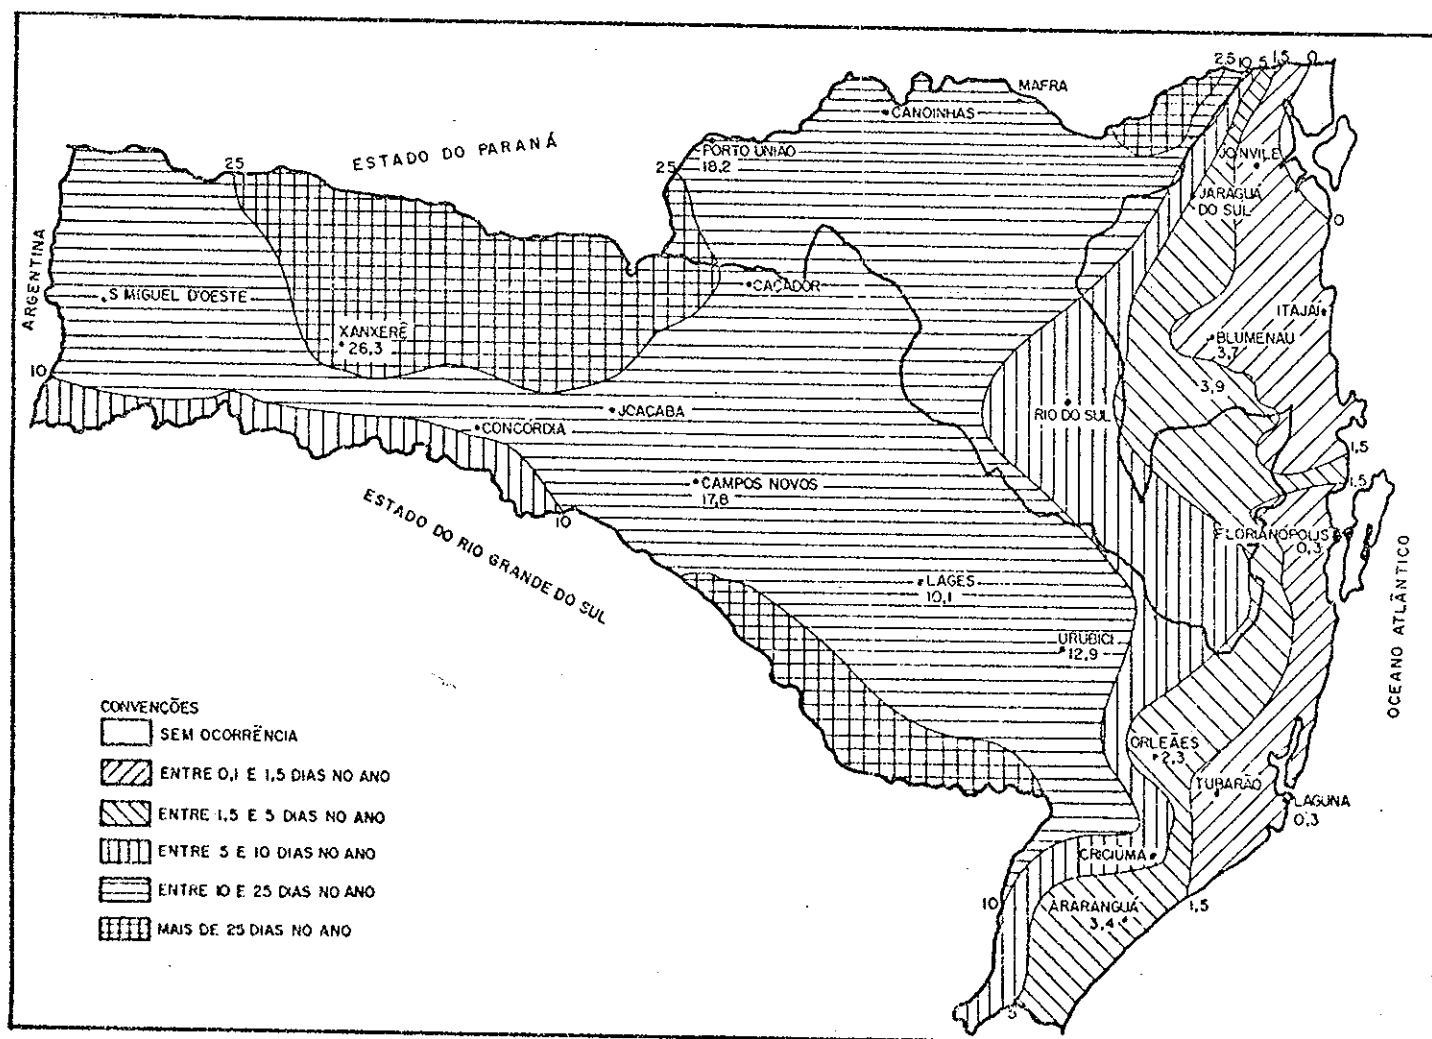 2,5 10 5 1,5 0
MAFRA
CANOINHAS
ESTADO DO PARANÁ
PORTO UNIÃO
18,2
25
25
JOINVILE
JARAGUÁ
DO SUL
0
ARGENTINA
S MIGUEL D'OESTE
CAÇADOR
ITAJAÍ
XANXERÊ
26,3
BLUMENAU
3,7
10
3,9
JOAÇABA
RIO DO SUL
CONCÓRDIA
1,5
CAMPOS NOVOS
17,8
1,5
ESTADO DO RIO GRANDE DO SUL
10
FLORIANÓPOLIS
0,3
OCEANO ATLÂNTICO
LAGES
10,1
URUBICI
12,9
CONVENÇÕES
SEM OCORRÊNCIA
ENTRE 0,1 E 1,5 DIAS NO ANO
ENTRE 1,5 E 5 DIAS NO ANO
ENTRE 5 E 10 DIAS NO ANO
ENTRE 10 E 25 DIAS NO ANO
MAIS DE 25 DIAS NO ANO
ORLEÃES
2,3
TUBARÃO
LAGUNA
0,3
CRICIUMA
10
ARARANGUÁ
3,4
1,5
5